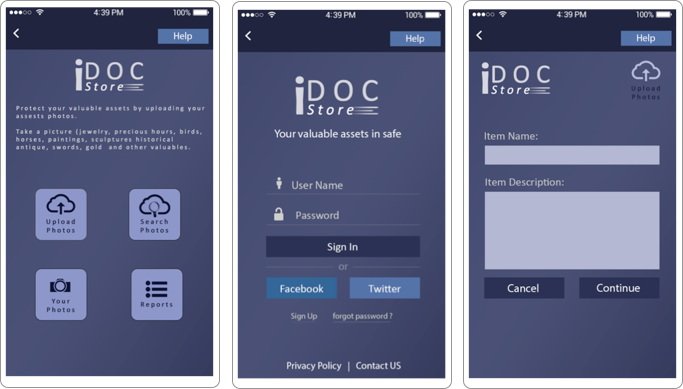 4:39 PM 100%
Help
iDOC
Store
Protect your valuable assets by uploading your
assests photos.
Take a picture (jewelry, precious hours, birds,
horses, paintings, sculptures historical
antique, swords, gold and other valuables.
Upload
Photos
Search
Photos
Your
Photos
Reports
4:39 PM 100%
Help
iDOC
Store
Your valuable assets in safe
User Name
Password
Sign In
or
Facebook Twitter
Sign Up forgot password ?
Privacy Policy | Contact US
4:39 PM 100%
Help
iDOC
Store
Upload
Photos
Item Name:
Item Description:
Cancel Continue